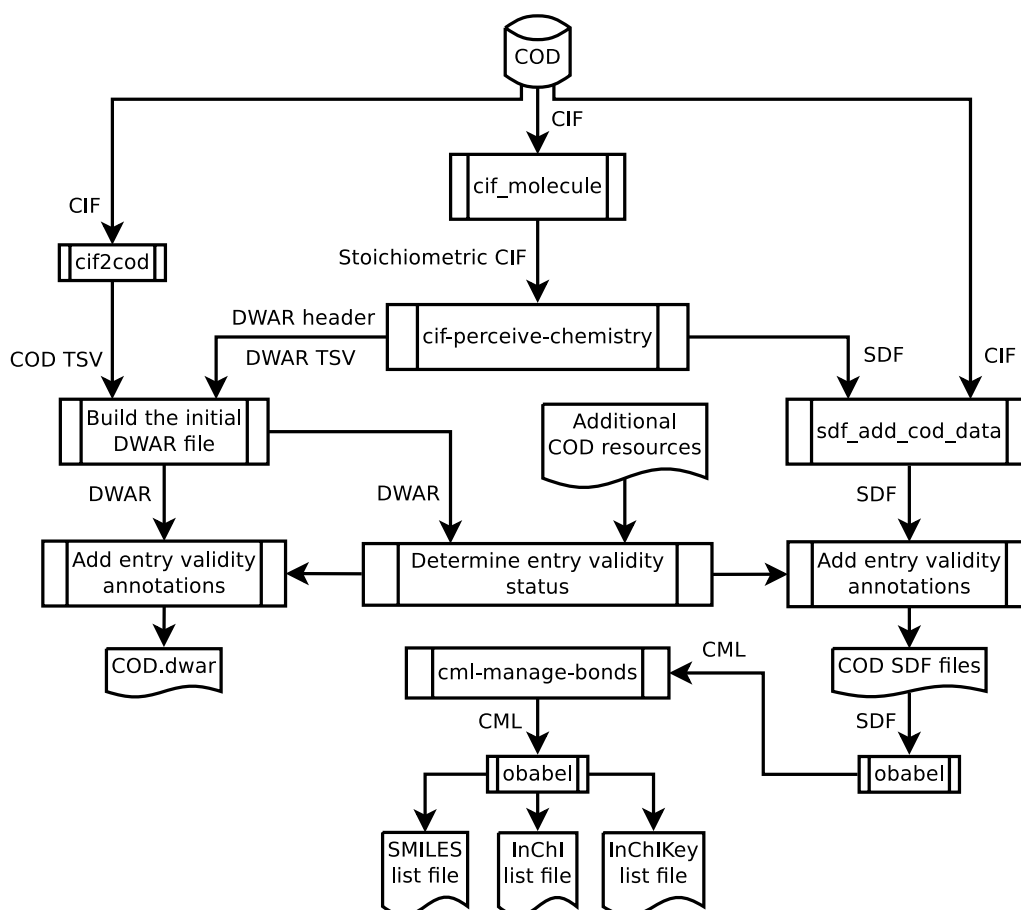 COD
CIF
cif_molecule
CIF
cif2cod
Stoichiometric CIF
DWAR header
cif-perceive-chemistry
DWAR TSV
COD TSV
SDF
CIF
Build the initial
DWAR file
Additional
COD resources
sdf_add_cod_data
DWAR
DWAR
SDF
Add entry validity
annotations
Determine entry validity
status
Add entry validity
annotations
COD.dwar
cml-manage-bonds
CML
COD SDF files
CML
SDF
obabel
obabel
SMILES
list file
InChI
list file
InChIKey
list file